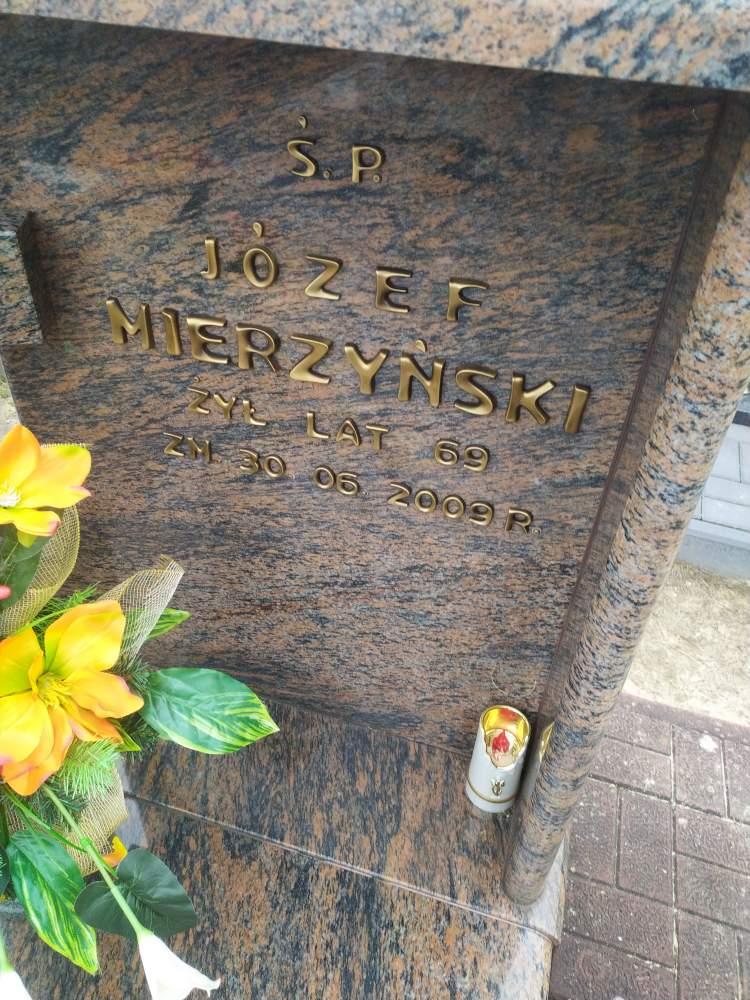 Ś. P.
JÓZEF
MIERZYŃSKI
ŻYŁ LAT 69
ZM. 30. 06. 2009 R.